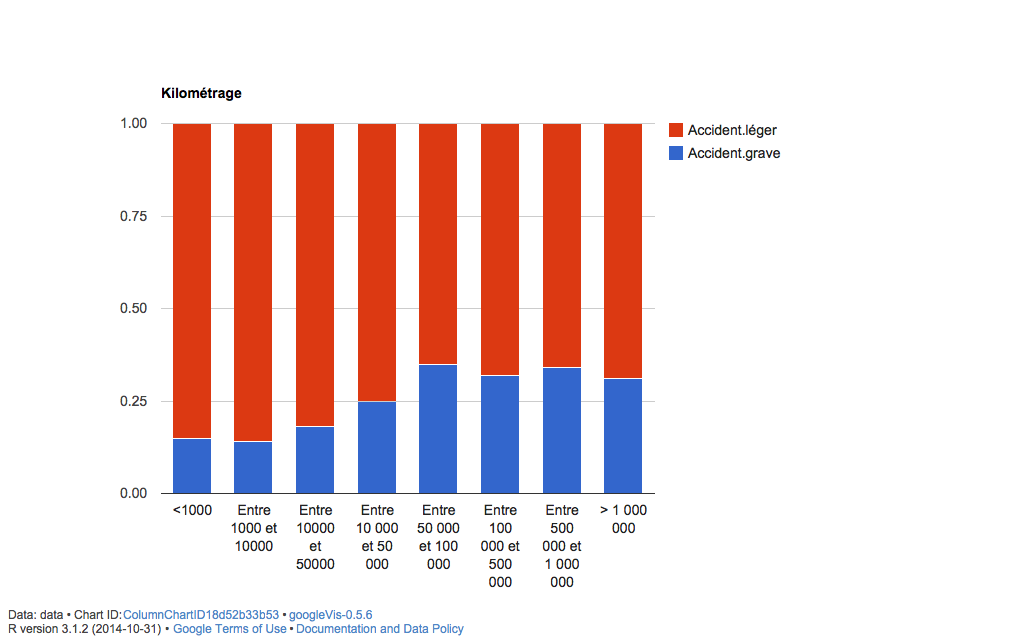 Kilométrage
1.00
Accident.léger
Accident.grave
0.75
0.50
0.25
0.00
<1000
Entre
1000 et
10000
Entre
10000
et
50000
Entre
10 000
et 50
000
Entre
50 000
et 100
000
Entre
100
000 et
500
000
Entre
500
000 et
1 000
000
> 1 000
000
Data: data • Chart ID: ColumnChartID18d52b33b53 • googleVis-0.5.6
R version 3.1.2 (2014-10-31) • Google Terms of Use • Documentation and Data Policy